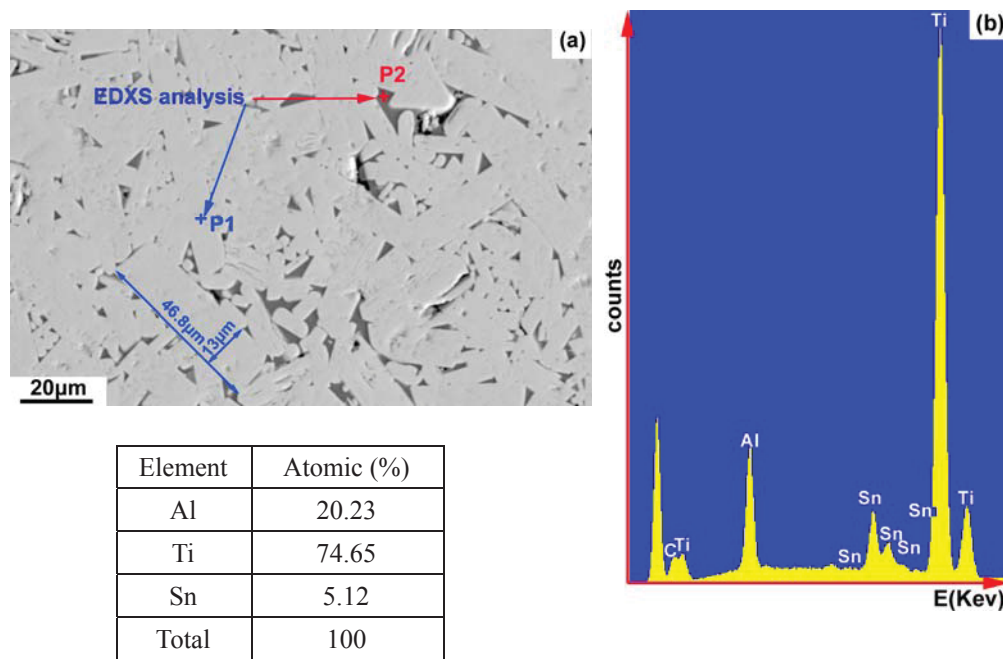 (a)
P2
EDXS analysis
P1
46.8μm
13μm
20μm
(b)
Ti
Al
Sn
Sn
Sn
Sn
Sn
Ti
C
Ti
counts
E(Kev)
Element Atomic (%)
Al 20.23
Ti 74.65
Sn 5.12
Total 100